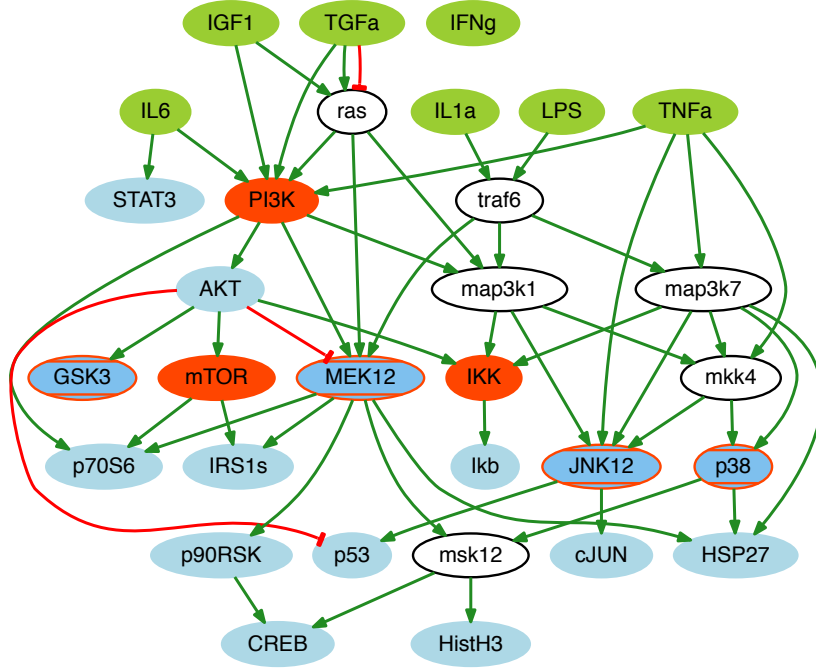 IGF1
TGFa
IFNg
IL6
ras
IL1a
LPS
TNFa
STAT3
PI3K
traf6
AKT
map3k1
map3k7
GSK3
mTOR
MEK12
IKK
mkk4
p70S6
IRS1s
Ikb
JNK12
p38
p90RSK
p53
msk12
cJUN
HSP27
CREB
HistH3